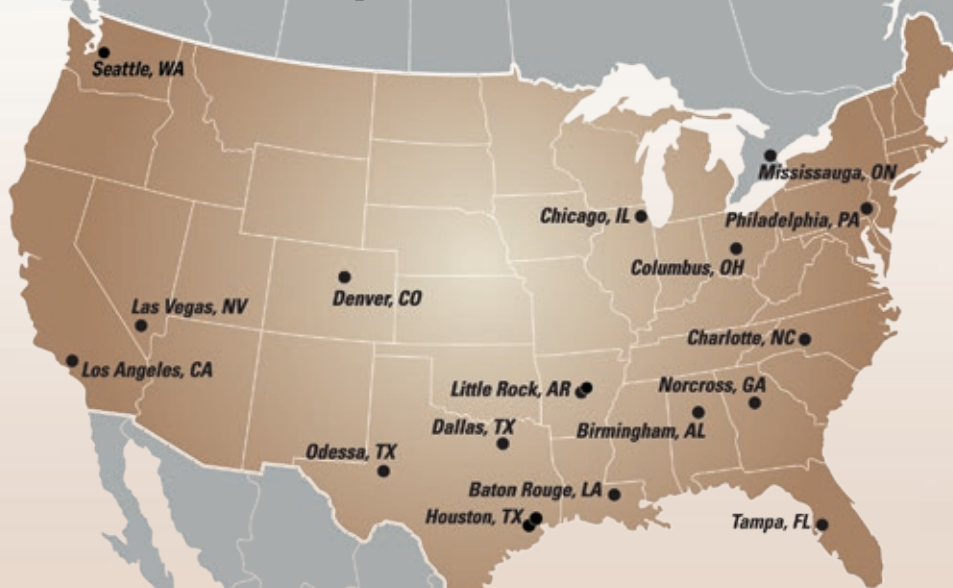 Seattle, WA
Mississauga, ON
Chicago, IL
Philadelphia, PA
Columbus, OH
Denver, CO
Las Vegas, NV
Charlotte, NC
Los Angeles, CA
Little Rock, AR
Norcross, GA
Dallas, TX
Birmingham, AL
Odessa, TX
Baton Rouge, LA
Houston, TX
Tampa, FL